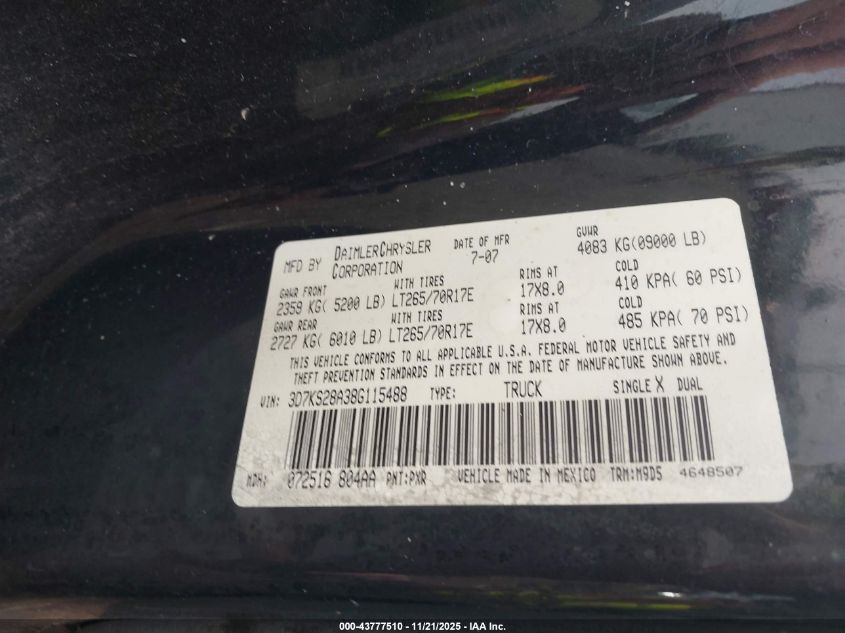 MFD BY DAIMLERCHRYSLER CORPORATION DATE OF MFR 7-07 GVWR 4083 KG(09000 LB)
GAWR FRONT WITH TIRES RIMS AT COLD
2359 KG( 5200 LB) LT265/70R17E 17X8.0 410 KPA( 60 PSI)
GAWR REAR WITH TIRES RIMS AT COLD
2727 KG( 6010 LB) LT265/70R17E 17X8.0 485 KPA( 70 PSI)
THIS VEHICLE CONFORMS TO ALL APPLICABLE U.S.A. FEDERAL MOTOR VEHICLE SAFETY AND
THEFT PREVENTION STANDARDS IN EFFECT ON THE DATE OF MANUFACTURE SHOWN ABOVE.
VIN: 3D7KS28A38G115488 TYPE: TRUCK SINGLE X DUAL
MDH: 072516 804AA PNT:PXR VEHICLE MADE IN MEXICO TRM:M9D5 4648507
000-43777510 - 11/21/2025 - IAA Inc.